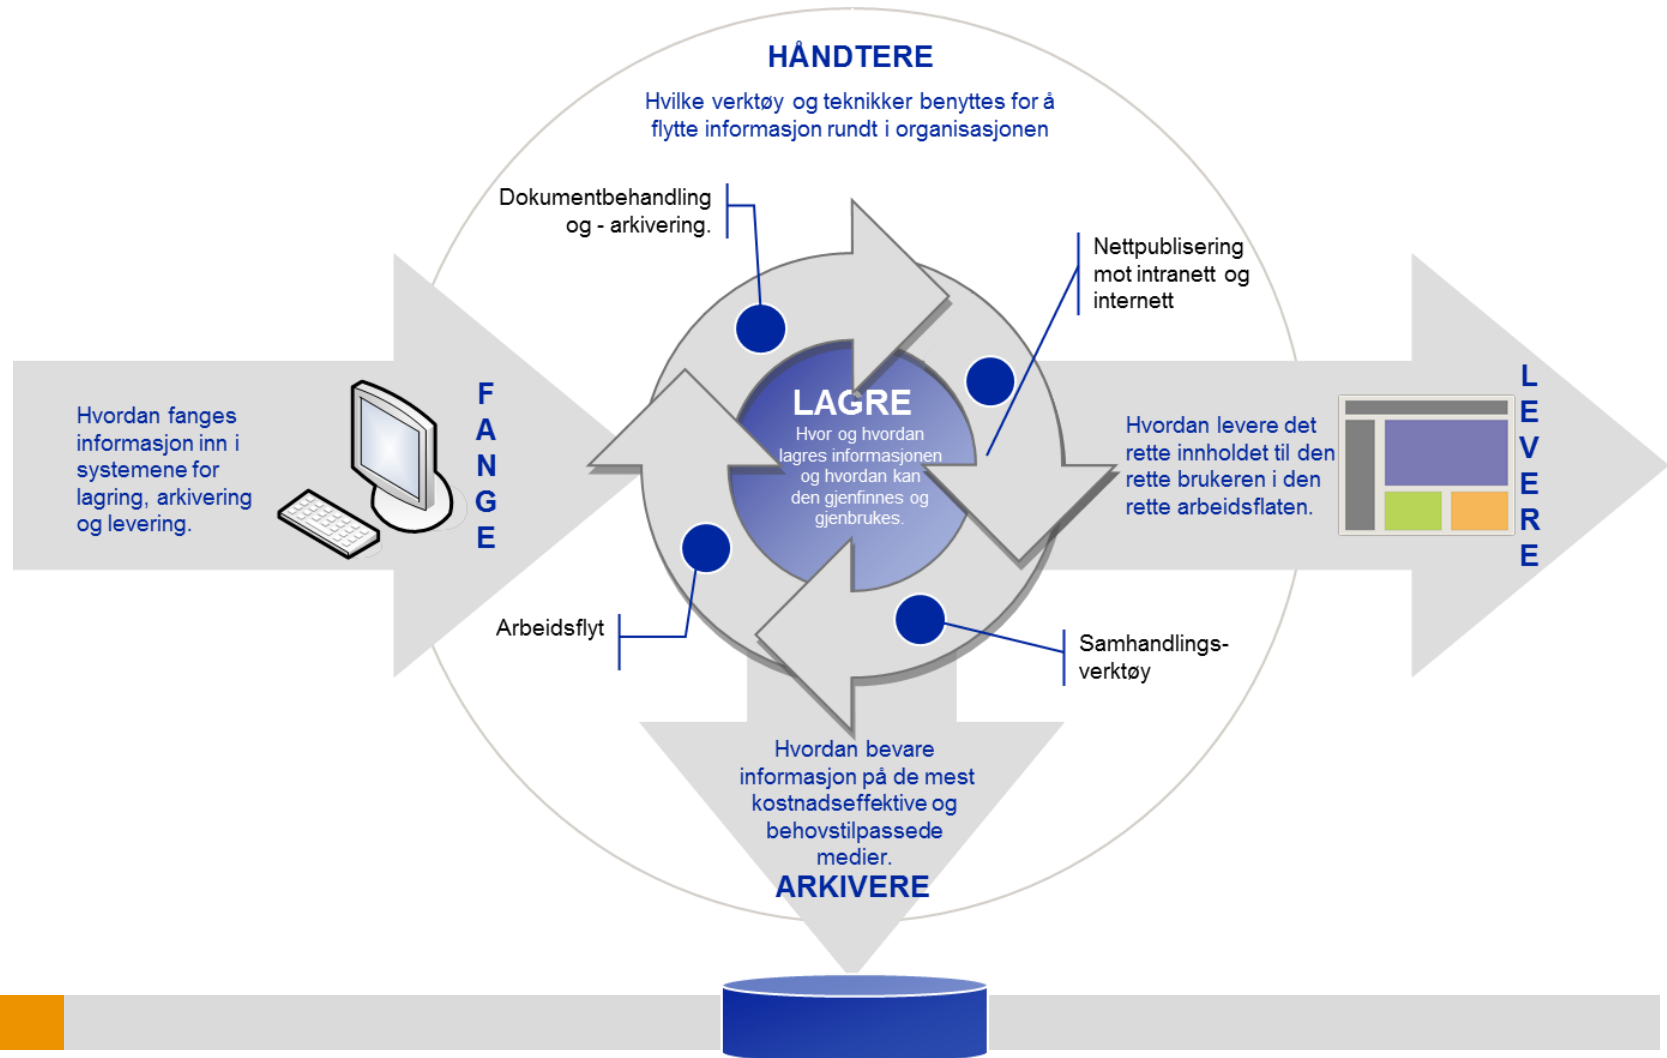 HÅNDTERE
Hvilke verktøy og teknikker benyttes for å
flytte informasjon rundt i organisasjonen
Dokumentbehandling
og - arkivering.
Nettpublisering
mot intranett og
internett
Hvordan fanges
informasjon inn i
systemene for
lagring, arkivering
og levering.
FANGE
LAGRE
Hvor og hvordan
lagres informasjonen
og hvordan kan
den gjenfinnes og
gjenbrukes.
Hvordan levere det
rette innholdet til den
rette brukeren i den
rette arbeidsflaten.
LEVERE
Arbeidsflyt
Samhandlings-
verktøy
Hvordan bevare
informasjon på de mest
kostnadseffektive og
behovstilpassede
medier.
ARKIVERE